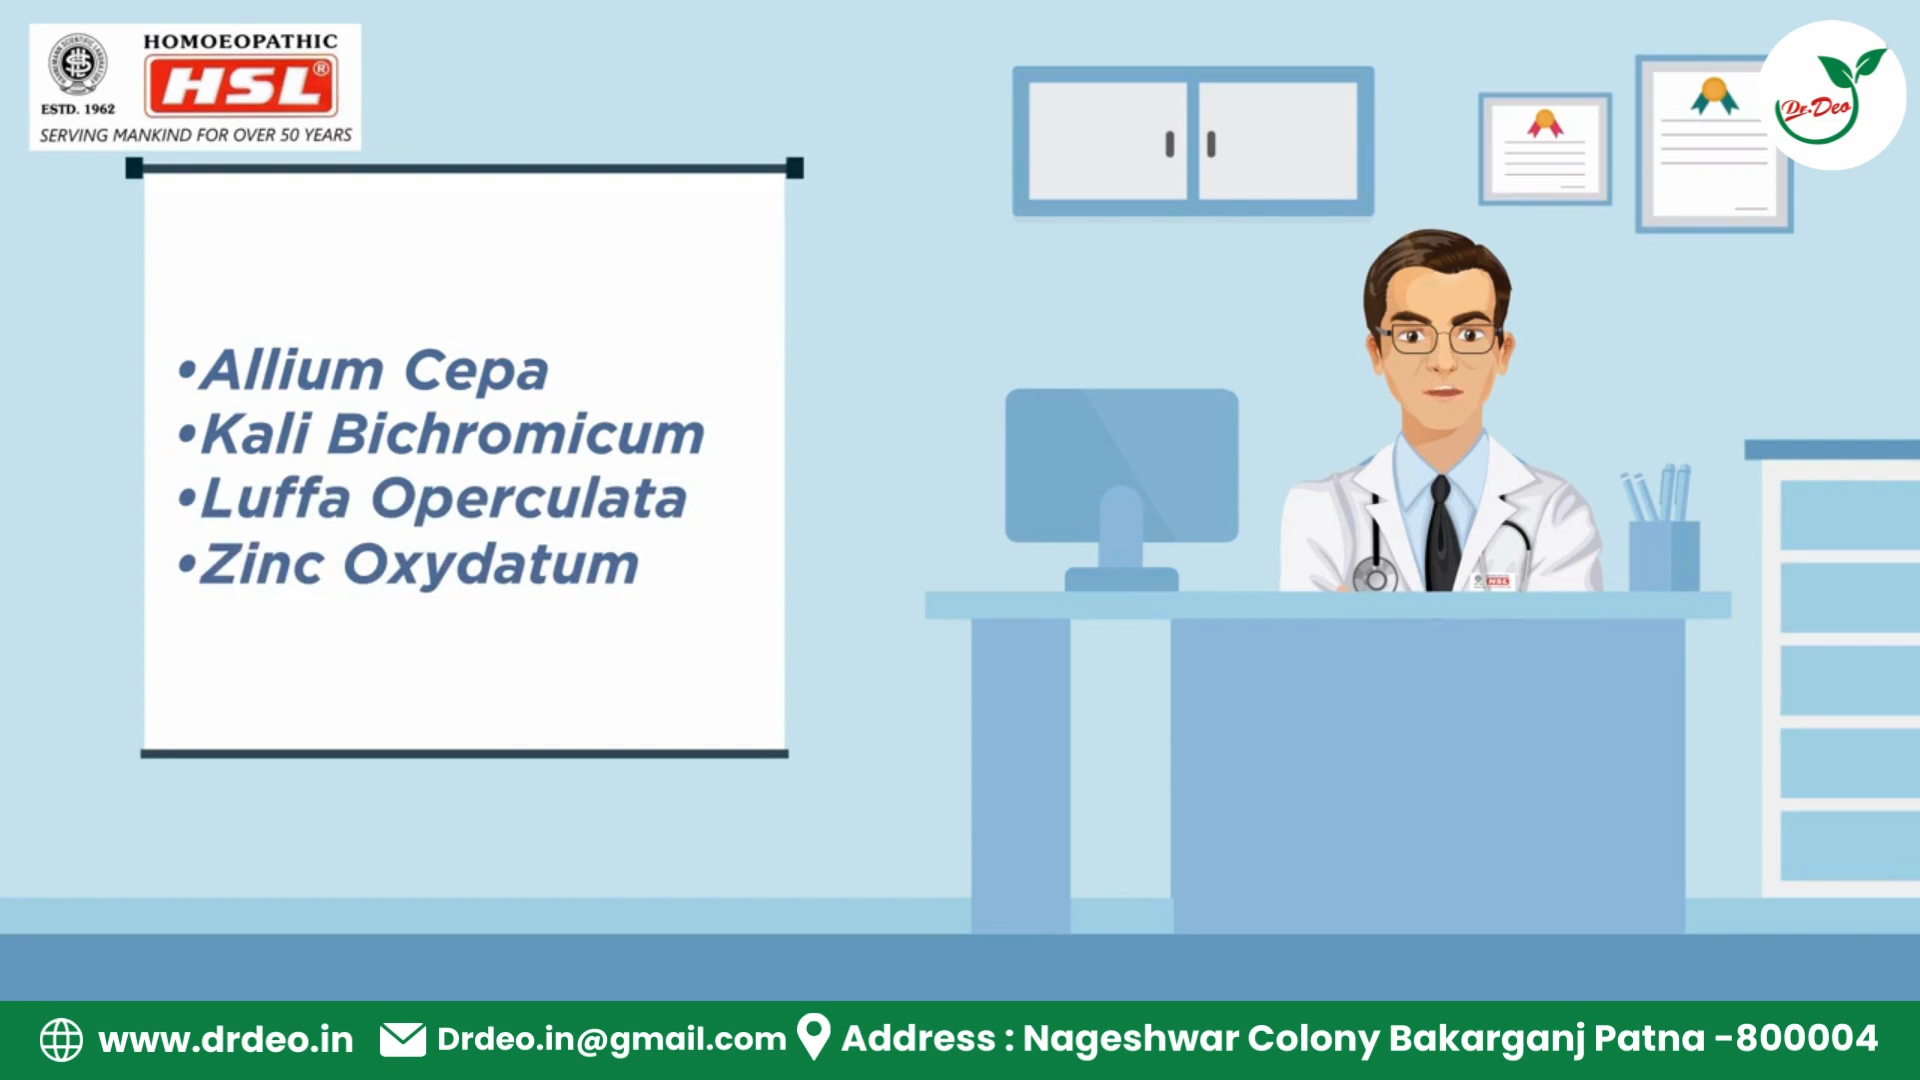 HOMOEOPATHIC
HSL®
ESTD. 1962
SERVING MANKIND FOR OVER 50 YEARS
Dr.Deo
•Allium Cepa
•Kali Bichromicum
•Luffa Operculata
•Zinc Oxydatum
HSL
www.drdeo.in Drdeo.in@gmail.com Address : Nageshwar Colony Bakarganj Patna -800004